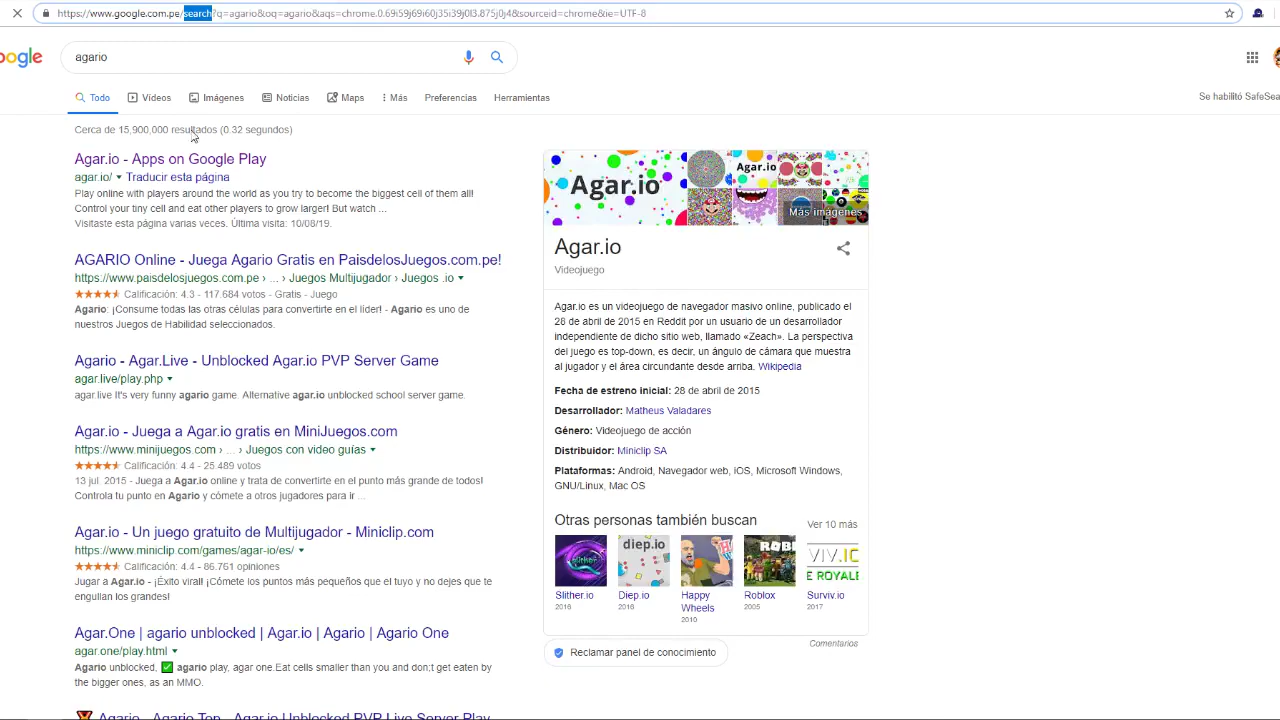 https://www.google.com.pe/search?q=agario&oq=agario&aqs=chrome.0.69i59j69i60j35i39j0l3.875j0j4&sourceid=chrome&ie=UTF-8
oogle
agario
Todo
Vídeos
Imágenes
Noticias
Maps
Más
Preferencias
Herramientas
Se habilitó SafeSea
Cerca de 15,900,000 resultados (0.32 segundos)
Agar.io - Apps on Google Play
agar.io/ Traducir esta página
Play online with players around the world as you try to become the biggest cell of them all!
Control your tiny cell and eat other players to grow larger! But watch ...
Visitaste esta página varias veces. Última visita: 10/08/19.
AGARIO Online - Juega Agario Gratis en PaisdelosJuegos.com.pe!
https://www.paisdelosjuegos.com.pe › ... › Juegos Multijugador › Juegos .io
Calificación: 4.3 - 117.684 votos - Gratis - Juego
Agario: ¡Consume todas las otras células para convertirte en el líder! - Agario es uno de
nuestros Juegos de Habilidad seleccionados.
Agario - Agar.Live - Unblocked Agar.io PVP Server Game
agar.live/play.php
agar.live It's very funny agario game. Alternative agar.io unblocked school server game.
Agar.io - Juega a Agar.io gratis en MiniJuegos.com
https://www.minijuegos.com › ... › Juegos con video guías
Calificación: 4.4 - 25.489 votos
13 jul. 2015 - Juega a Agar.io online y trata de convertirte en el punto más grande de todos!
Controla tu punto en Agario y cómete a otros jugadores para ir ...
Agar.io - Un juego gratuito de Multijugador - Miniclip.com
https://www.miniclip.com/games/agar-io/es/
Calificación: 4.4 - 86.761 opiniones
Jugar a Agario - ¡Éxito viral! ¡Cómete los puntos más pequeños que el tuyo y no dejes que te
engullan los grandes!
Agar.One | agario unblocked | Agar.io | Agario | Agario One
agar.one/play.html
Agario unblocked, ✅ agario play, agar one.Eat cells smaller than you and don;t get eaten by
the bigger ones, as an MMO.
Agario - Agario Top - Agar.io Unblocked PVP Live Server Play
Agar.io
Agar.io
Más imágenes
Agar.io
Videojuego
Agar.io es un videojuego de navegador masivo online, publicado el
28 de abril de 2015 en Reddit por un usuario de un desarrollador
independiente de dicho sitio web, llamado «Zeach». La perspectiva
del juego es top-down, es decir, un ángulo de cámara que muestra
al jugador y el área circundante desde arriba. Wikipedia
Fecha de estreno inicial: 28 de abril de 2015
Desarrollador: Matheus Valadares
Género: Videojuego de acción
Distribuidor: Miniclip SA
Plataformas: Android, Navegador web, iOS, Microsoft Windows,
GNU/Linux, Mac OS
Otras personas también buscan
Ver 10 más
diep.io
ROB
VIV.IO
E ROYALE
Slither.io
2016
Diep.io
2016
Happy
Wheels
2010
Roblox
2005
Surviv.io
2017
Comentarios
Reclamar panel de conocimiento